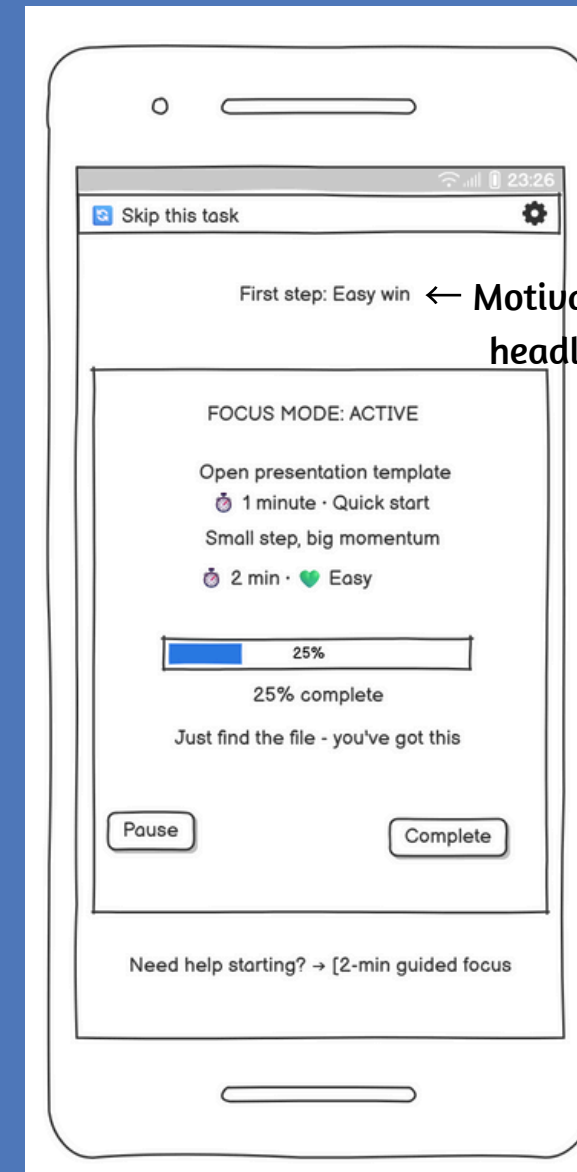 23:26
Skip this task
First step: Easy win ←
FOCUS MODE: ACTIVE
Open presentation template
1 minute · Quick start
Small step, big momentum
2 min · 💚 Easy
25%
25% complete
Just find the file - you've got this
Pause
Complete
Need help starting? → [2-min guided focus